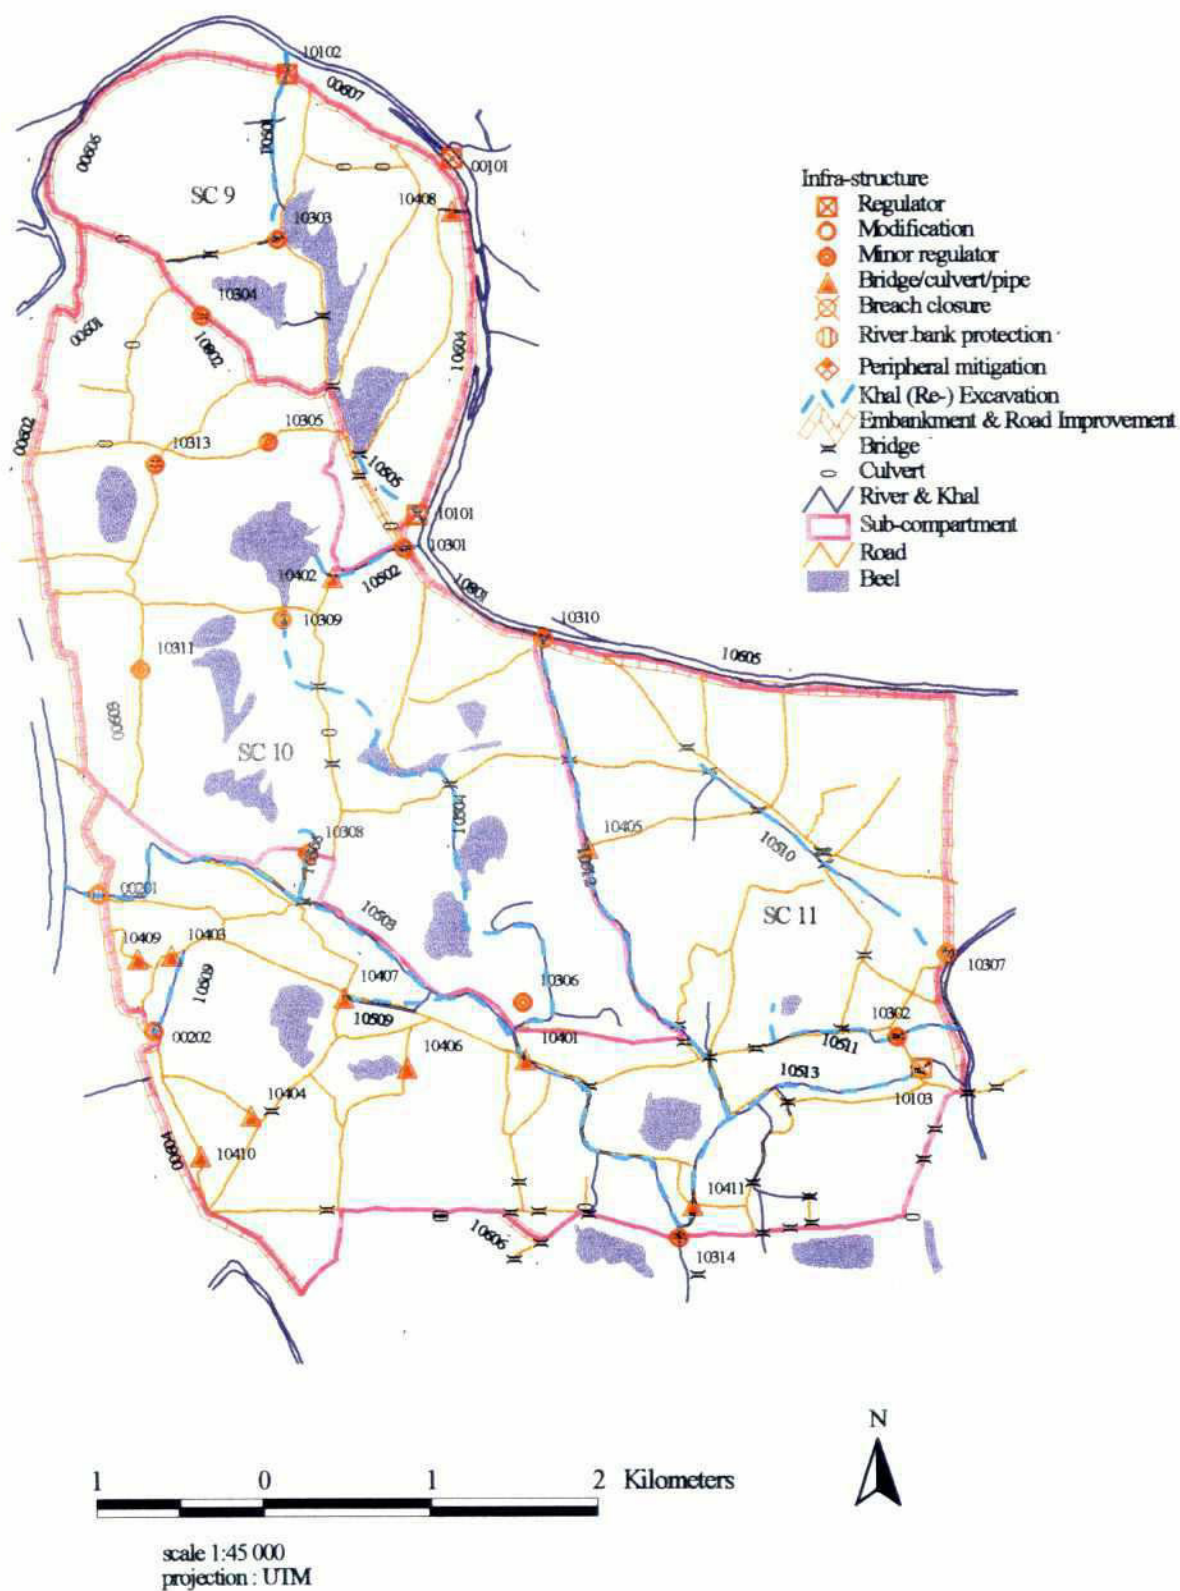 10102
00607
00606
10501
00101
SC 9
10408
10303
10304
00601
10802
10604
00602
10305
10313
10505
10101
10301
10402
10502
10801
10309
10310
10311
10605
00603
SC 10
10504
10308
10405
10510
10512
00201
10503
SC 11
10409
10403
10407
10306
10307
10509
10302
00202
10406
10401
10511
10513
10404
10103
00604
10410
10411
10606
10314
Infra-structure
Regulator
Modification
Minor regulator
Bridge/culvert/pipe
Breach closure
River bank protection
Peripheral mitigation
Khal (Re-) Excavation
Embankment & Road Improvement
Bridge
Culvert
River & Khal
Sub-compartment
Road
Beel
N
1 0 1 2 Kilometers
scale 1:45 000
projection : UTM